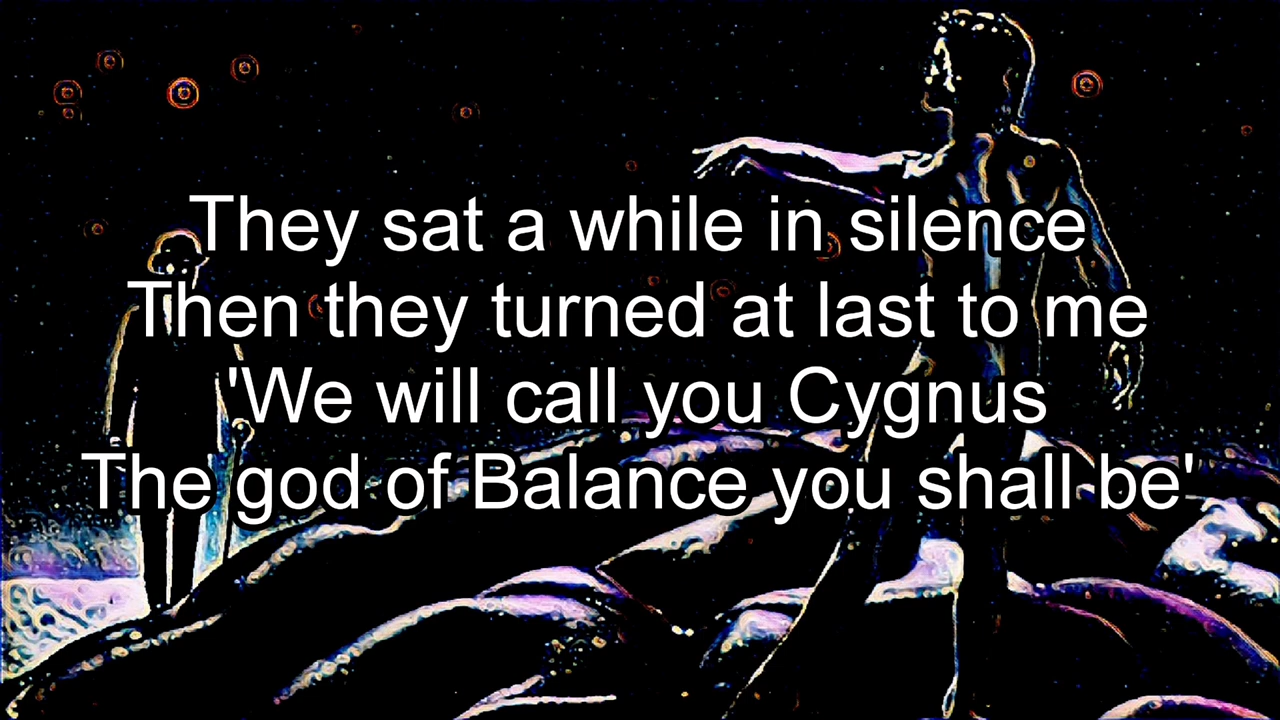 They sat a while in silence
Then they turned at last to me
'We will call you Cygnus
The god of Balance you shall be'